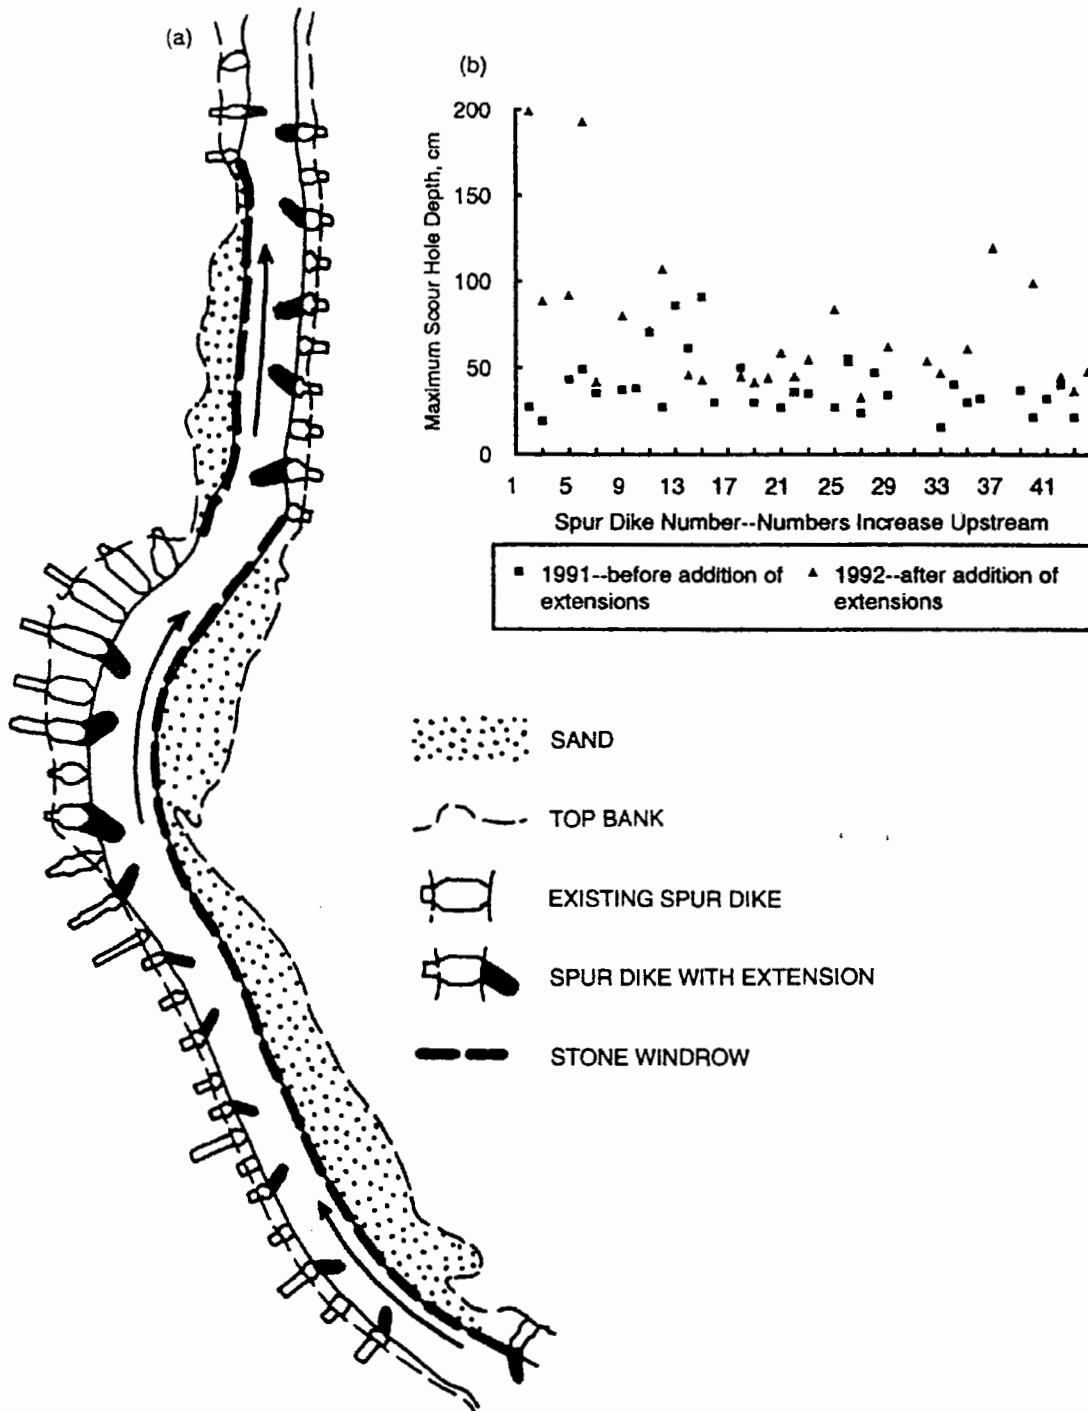 (a)
(b)
Maximum Scour Hole Depth, cm
200
150
100
50
0
1 5 9 13 17 21 25 29 33 37 41
Spur Dike Number--Numbers Increase Upstream
1991--before addition of extensions
1992--after addition of extensions
SAND
TOP BANK
EXISTING SPUR DIKE
SPUR DIKE WITH EXTENSION
STONE WINDROW